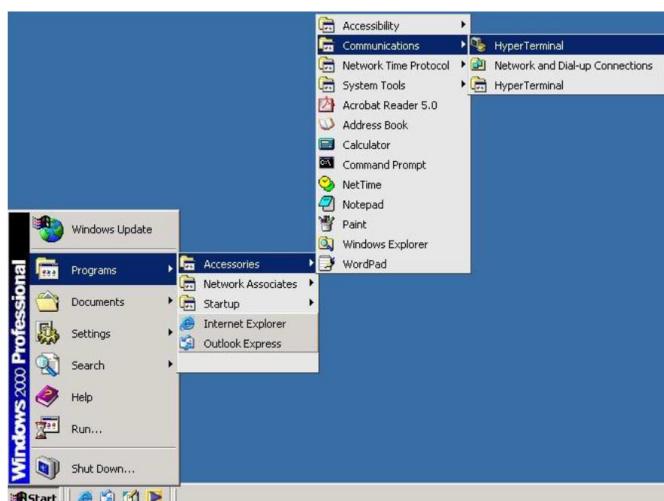 Accessibility
Communications
Network Time Protocol
System Tools
Acrobat Reader 5.0
Address Book
Calculator
Command Prompt
NetTime
Notepad
Paint
Windows Explorer
WordPad
HyperTerminal
Network and Dial-up Connections
HyperTerminal
Windows 2000 Professional
Windows Update
Programs
Documents
Settings
Search
Help
Run...
Shut Down...
Accessories
Network Associates
Startup
Internet Explorer
Outlook Express
Start